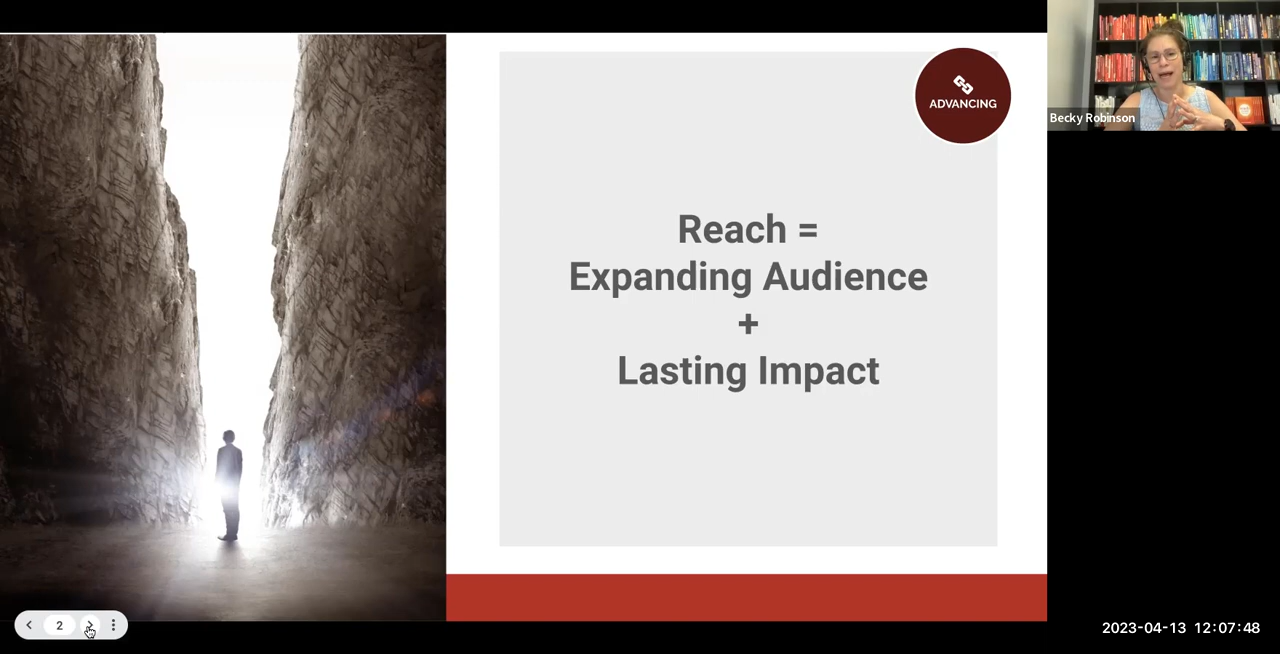 ADVANCING
Reach =
Expanding Audience
+
Lasting Impact
Becky Robinson
2
2023-04-13 12:07:48